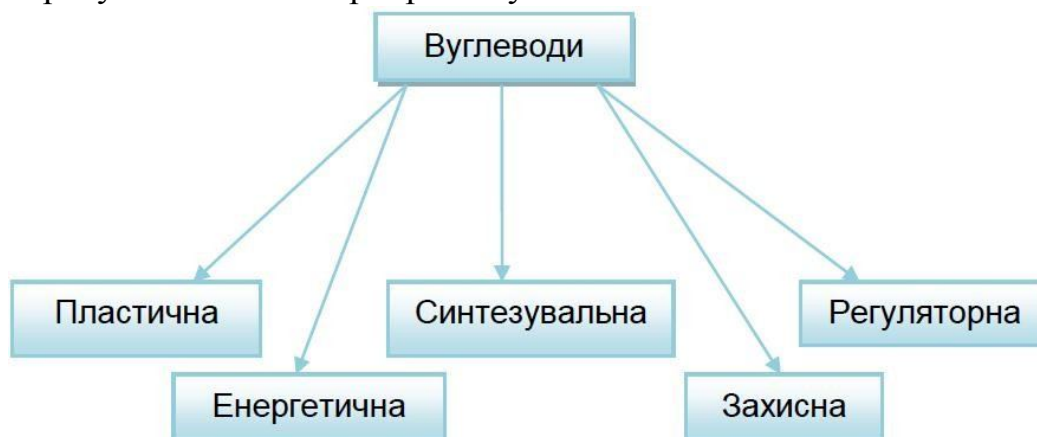 Вуглеводи
Пластична
Синтезувальна
Регуляторна
Енергетична
Захисна